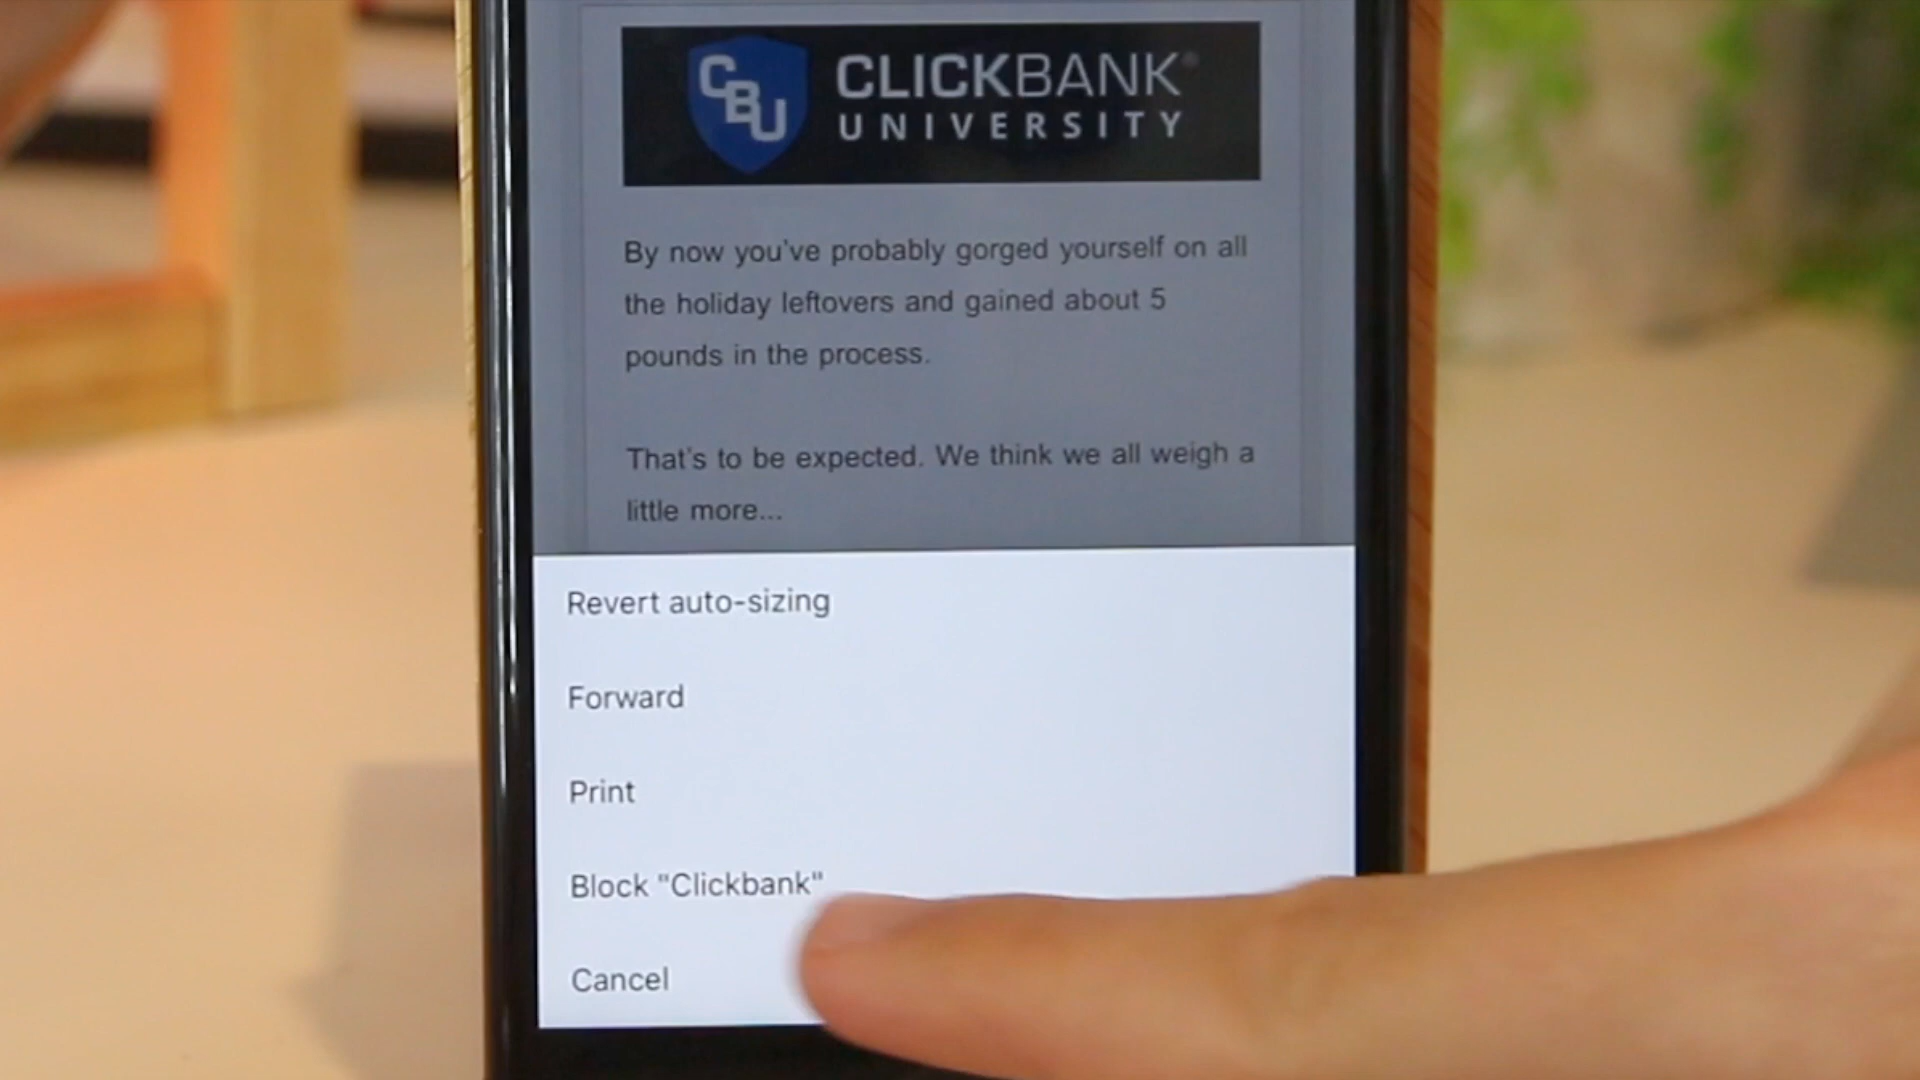 CBU
CLICKBANK®
UNIVERSITY
By now you've probably gorged yourself on all
the holiday leftovers and gained about 5
pounds in the process.
That's to be expected. We think we all weigh a
little more...
Revert auto-sizing
Forward
Print
Block "Clickbank"
Cancel